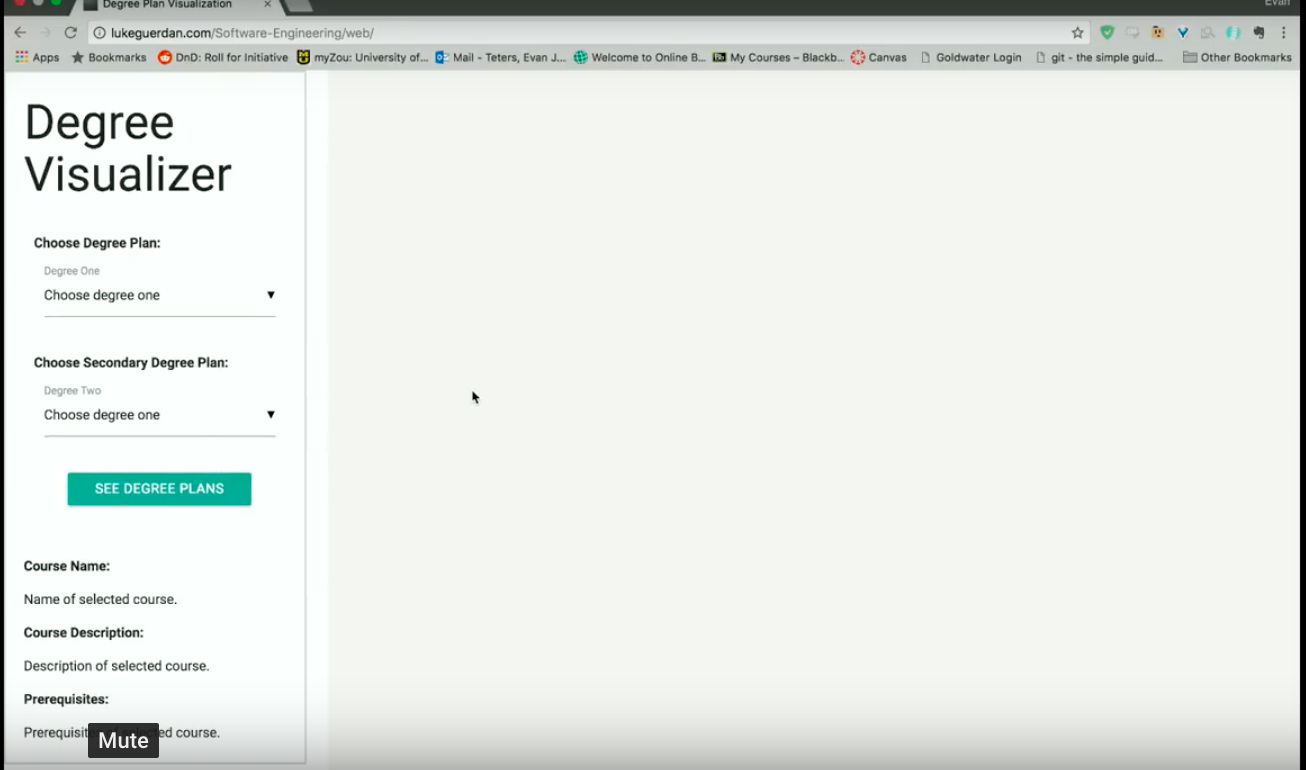 Degree Plan Visualization
Evan
lukeguerdan.com/Software-Engineering/web/
Apps Bookmarks DnD: Roll for Initiative myZou: University of... Mail - Teters, Evan J... Welcome to Online B... My Courses – Blackb... Canvas Goldwater Login git - the simple guid... Other Bookmarks
Degree
Visualizer
Choose Degree Plan:
Degree One
Choose degree one
Choose Secondary Degree Plan:
Degree Two
Choose degree one
SEE DEGREE PLANS
Course Name:
Name of selected course.
Course Description:
Description of selected course.
Prerequisites:
course.
Mute